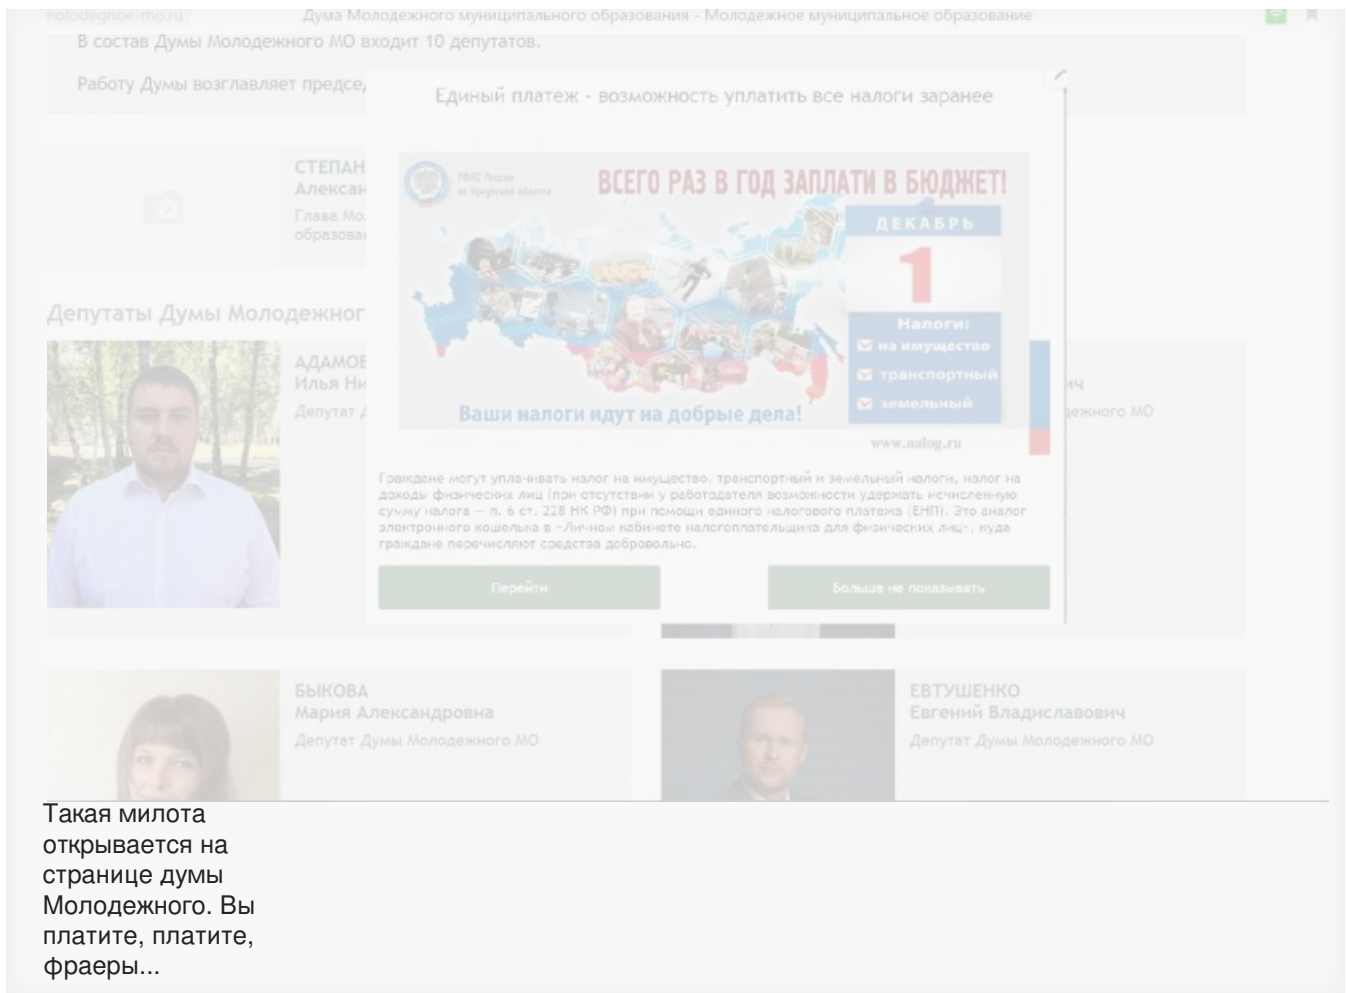 molodegnoe-mo.ru
Дума Молодежного муниципального образования - Молодежное муниципальное образование
В состав Думы Молодежного МО входит 10 депутатов.
Работу Думы возглавляет предсе
Единый платеж - возможность уплатить все налоги заранее
УФНС России
по Иркутской области
ВСЕГО РАЗ В ГОД ЗАПЛАТИ В БЮДЖЕТ!
ДЕКАБРЬ
1
Налоги:
на имущество
транспортный
земельный
Ваши налоги идут на добрые дела!
www.nalog.ru
Граждане могут уплачивать налог на имущество, транспортный и земельный налоги, налог на
доходы физических лиц (при отсутствии у работодателя возможности удержать исчисленную
сумму налога — п. 6 ст. 228 НК РФ) при помощи единого налогового платежа (ЕНП). Это аналог
электронного кошелька в «Личном кабинете налогоплательщика для физических лиц», куда
граждане перечисляют средства добровольно.
Перейти
Больше не показывать
СТЕПАН
Алексан
Глава Мо
образова
Депутаты Думы Молодежног
АДАМОВ
Илья Ни
Депутат Д
ич
дежного МО
БЫКОВА
Мария Александровна
Депутат Думы Молодежного МО
ЕВТУШЕНКО
Евгений Владиславович
Депутат Думы Молодежного МО
Такая милота
открывается на
странице думы
Молодежного. Вы
платите, платите,
фраеры...